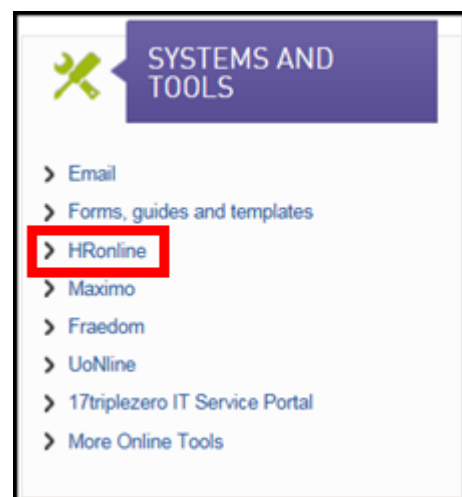 SYSTEMS AND
TOOLS
Email
Forms, guides and templates
HRonline
Maximo
Fraedom
UoNline
17triplezero IT Service Portal
More Online Tools